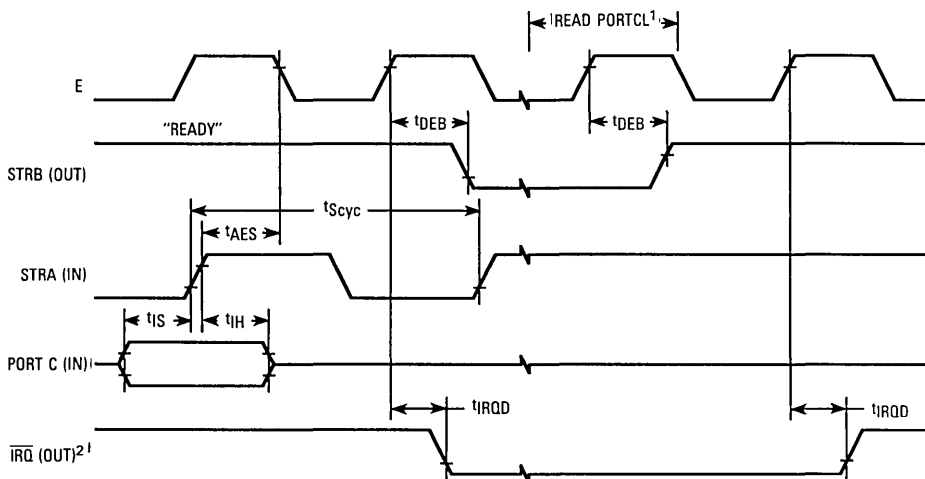 READ PORTCL1
E
tDEB
tDEB
"READY"
STRB (OUT)
tScyc
tAES
STRA (IN)
tIS
tIH
PORT C (IN)
tIRQD
tIRQD
IRQ (OUT)2